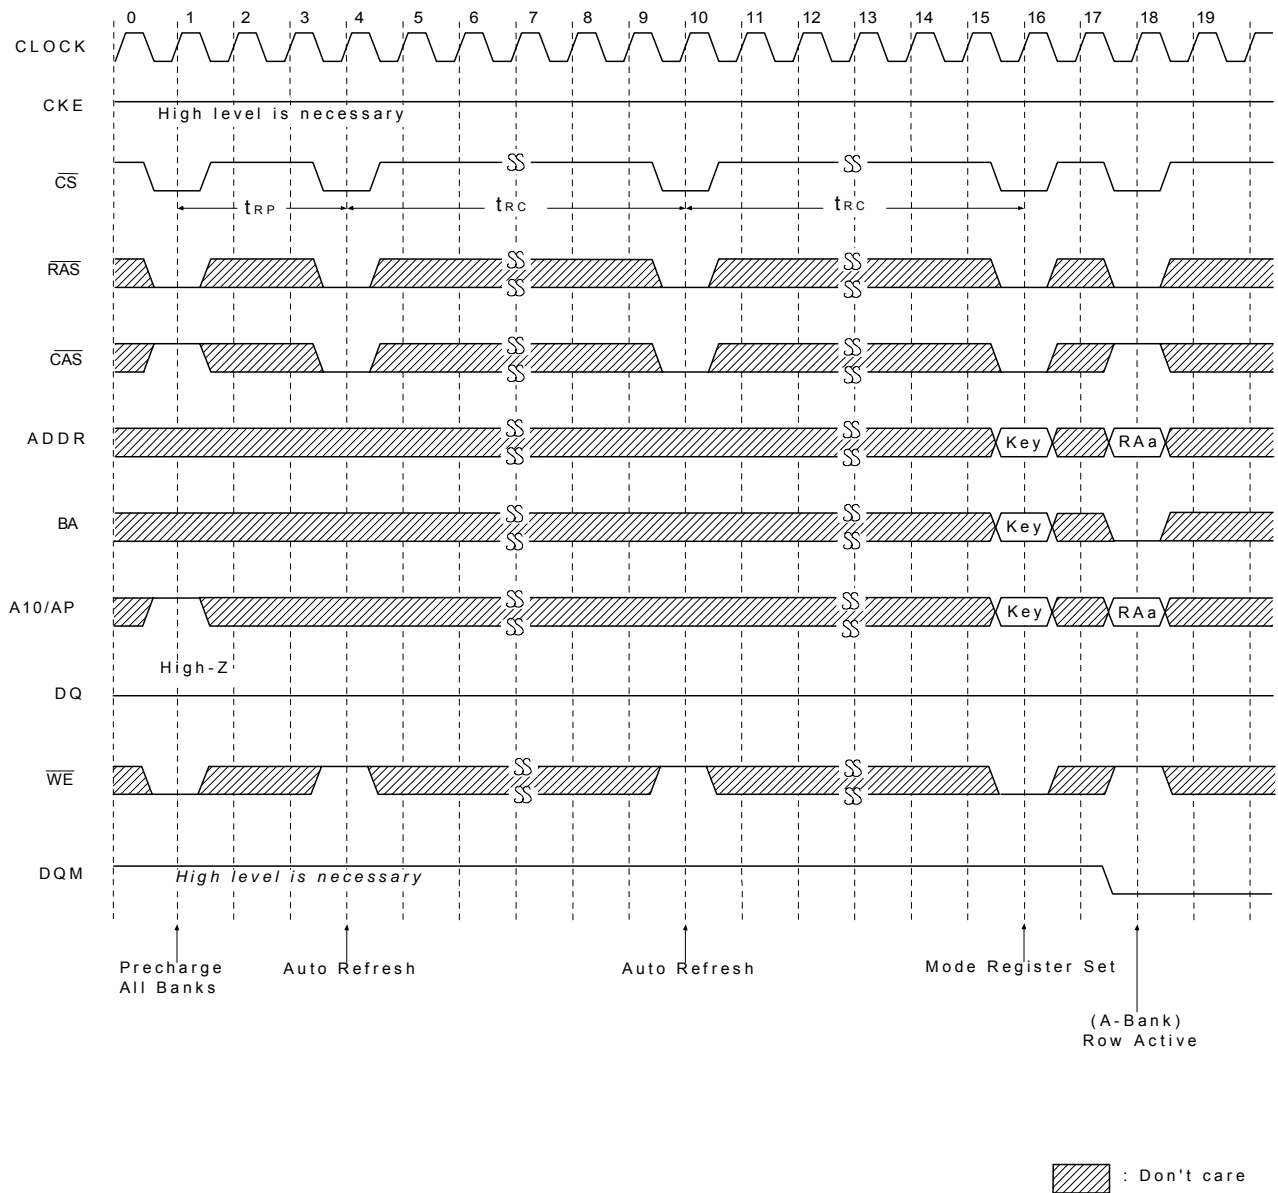 0 1 2 3 4 5 6 7 8 9 10 11 12 13 14 15 16 17 18 19
CLOCK
CKE
High level is necessary
CS
tRP tRC tRC
RAS
CAS
ADDR Key RAa
BA Key
A10/AP Key RAa
High-Z
DQ
WE
DQM
High level is necessary
Precharge
All Banks
Auto Refresh
Auto Refresh
Mode Register Set
(A-Bank)
Row Active
: Don't care